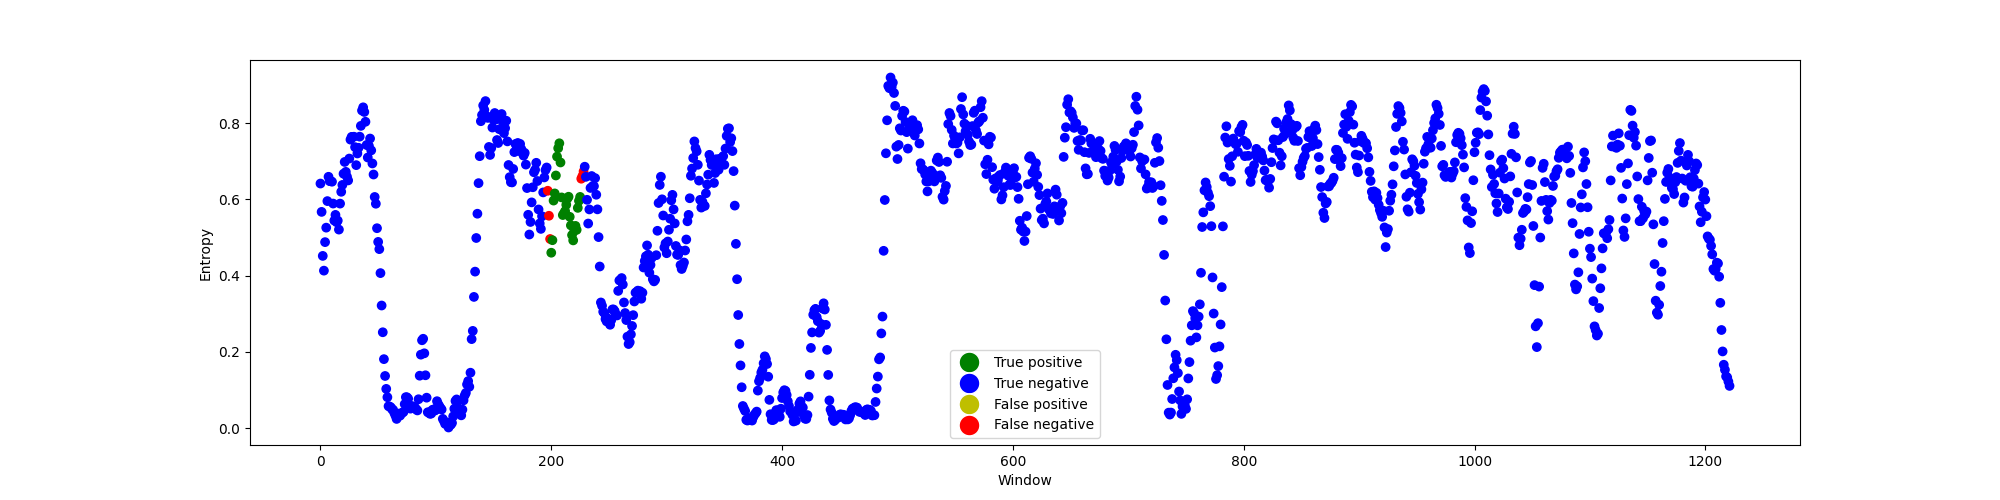 0.8
0.6
0.4
0.2
0.0
Entropy
0 200 400 600 800 1000 1200
Window
True positive
True negative
False positive
False negative